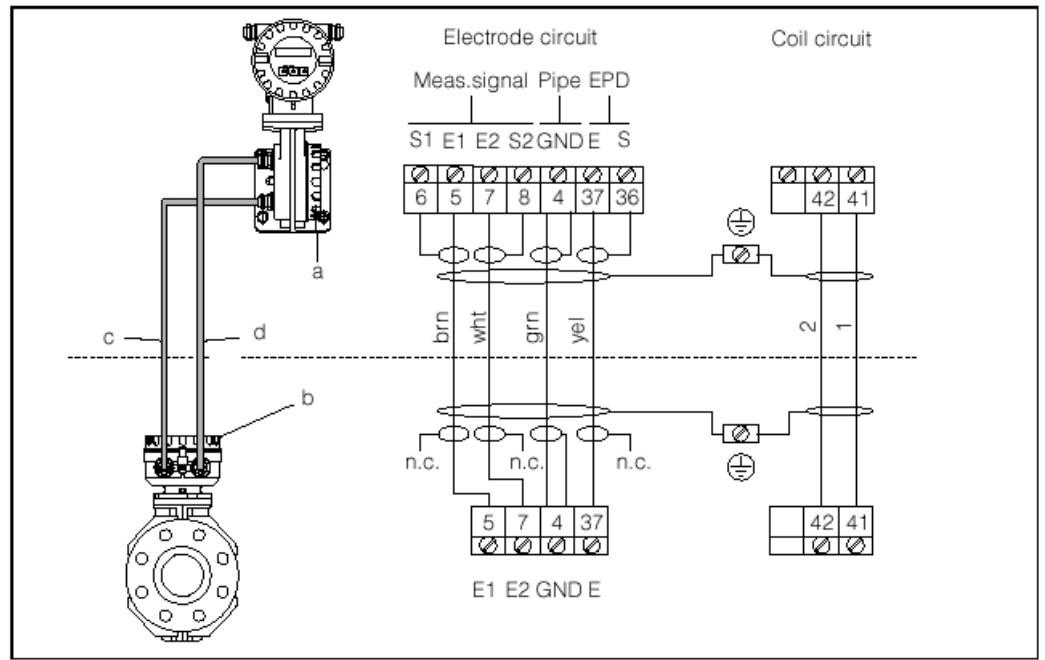 Electrode circuit
Coil circuit
Meas.signal Pipe EPD
S1 E1 E2 S2 GND E S
6 5 7 8 4 37 36
42 41
a
brn wht grn yel
2 1
c
d
b
n.c. n.c. n.c.
5 7 4 37
42 41
E1 E2 GND E